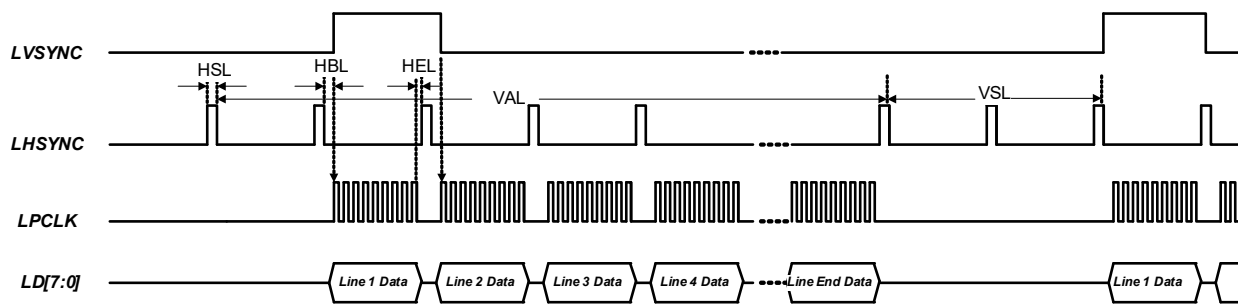 LVSYNC
HSL HBL HEL
VAL VSL
LHSYNC
LPCLK
LD[7:0] Line 1 Data Line 2 Data Line 3 Data Line 4 Data Line End Data Line 1 Data